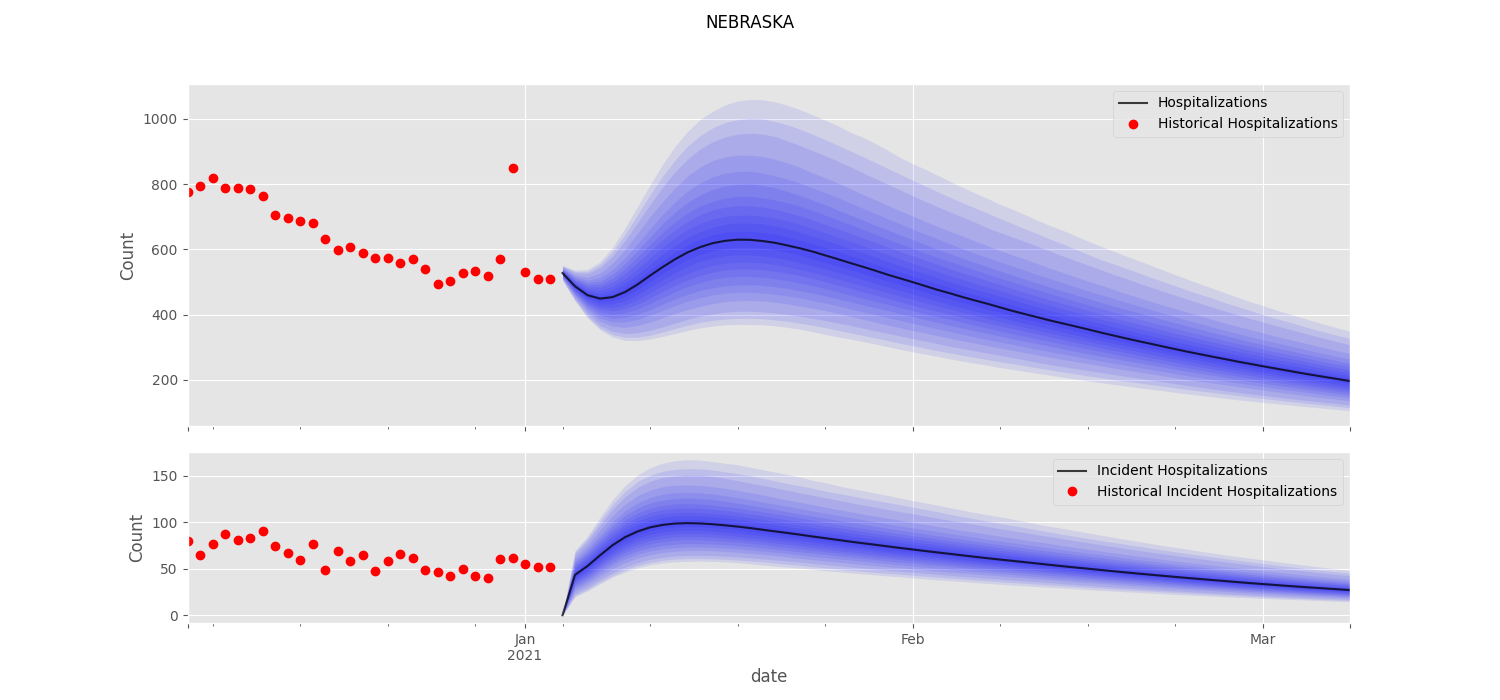 NEBRASKA
Hospitalizations
Historical Hospitalizations
Count
1000
800
600
400
200
Incident Hospitalizations
Historical Incident Hospitalizations
Count
150
100
50
0
Jan
2021
Feb
Mar
date